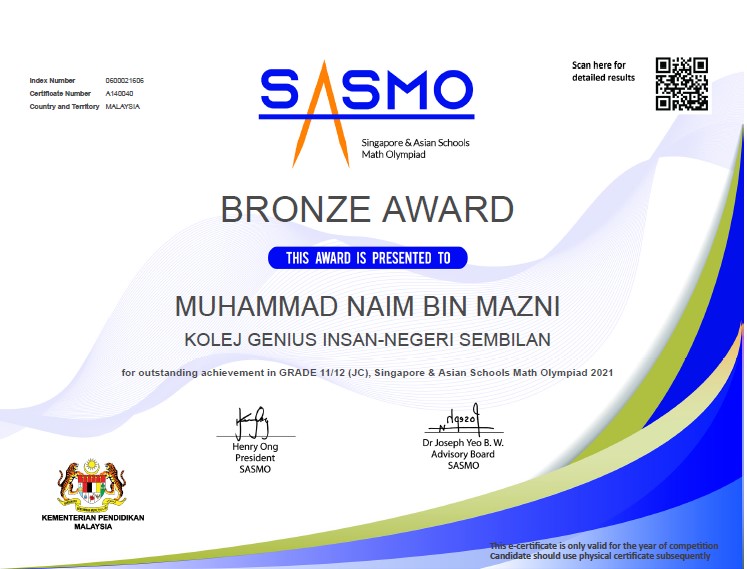 Index Number 0600021606
Certificate Number A140040
Country and Territory MALAYSIA
SASMO
Singapore & Asian Schools
Math Olympiad
Scan here for
detailed results
BRONZE AWARD
THIS AWARD IS PRESENTED TO
MUHAMMAD NAIM BIN MAZNI
KOLEJ GENIUS INSAN-NEGERI SEMBILAN
for outstanding achievement in GRADE 11/12 (JC), Singapore & Asian Schools Math Olympiad 2021
Henry Ong
President
SASMO
Dr Joseph Yeo B. W.
Advisory Board
SASMO
KEMENTERIAN PENDIDIKAN
MALAYSIA
This e-certificate is only valid for the year of competition
Candidate should use physical certificate subsequently